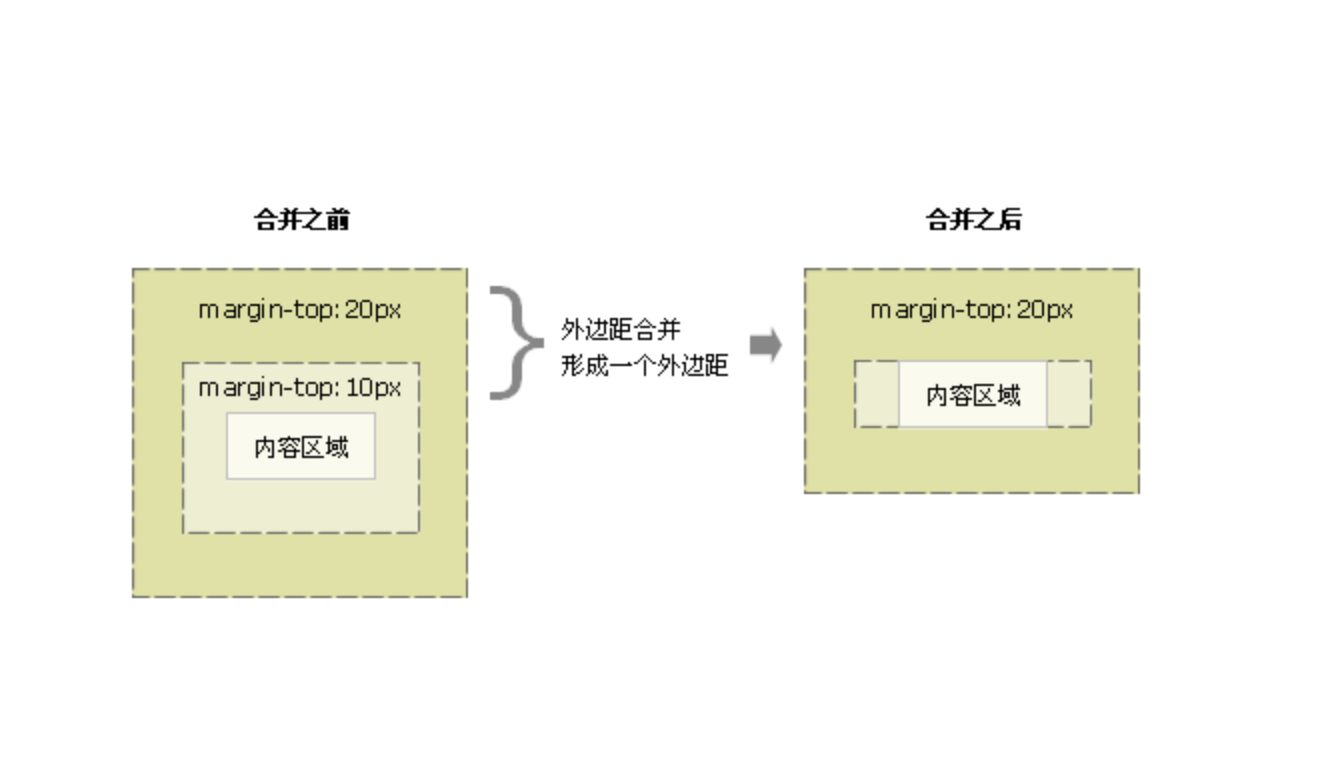 合并之前
合并之后
margin-top: 20px
margin-top: 10px
内容区域
外边距合并
形成一个外边距
margin-top: 20px
内容区域